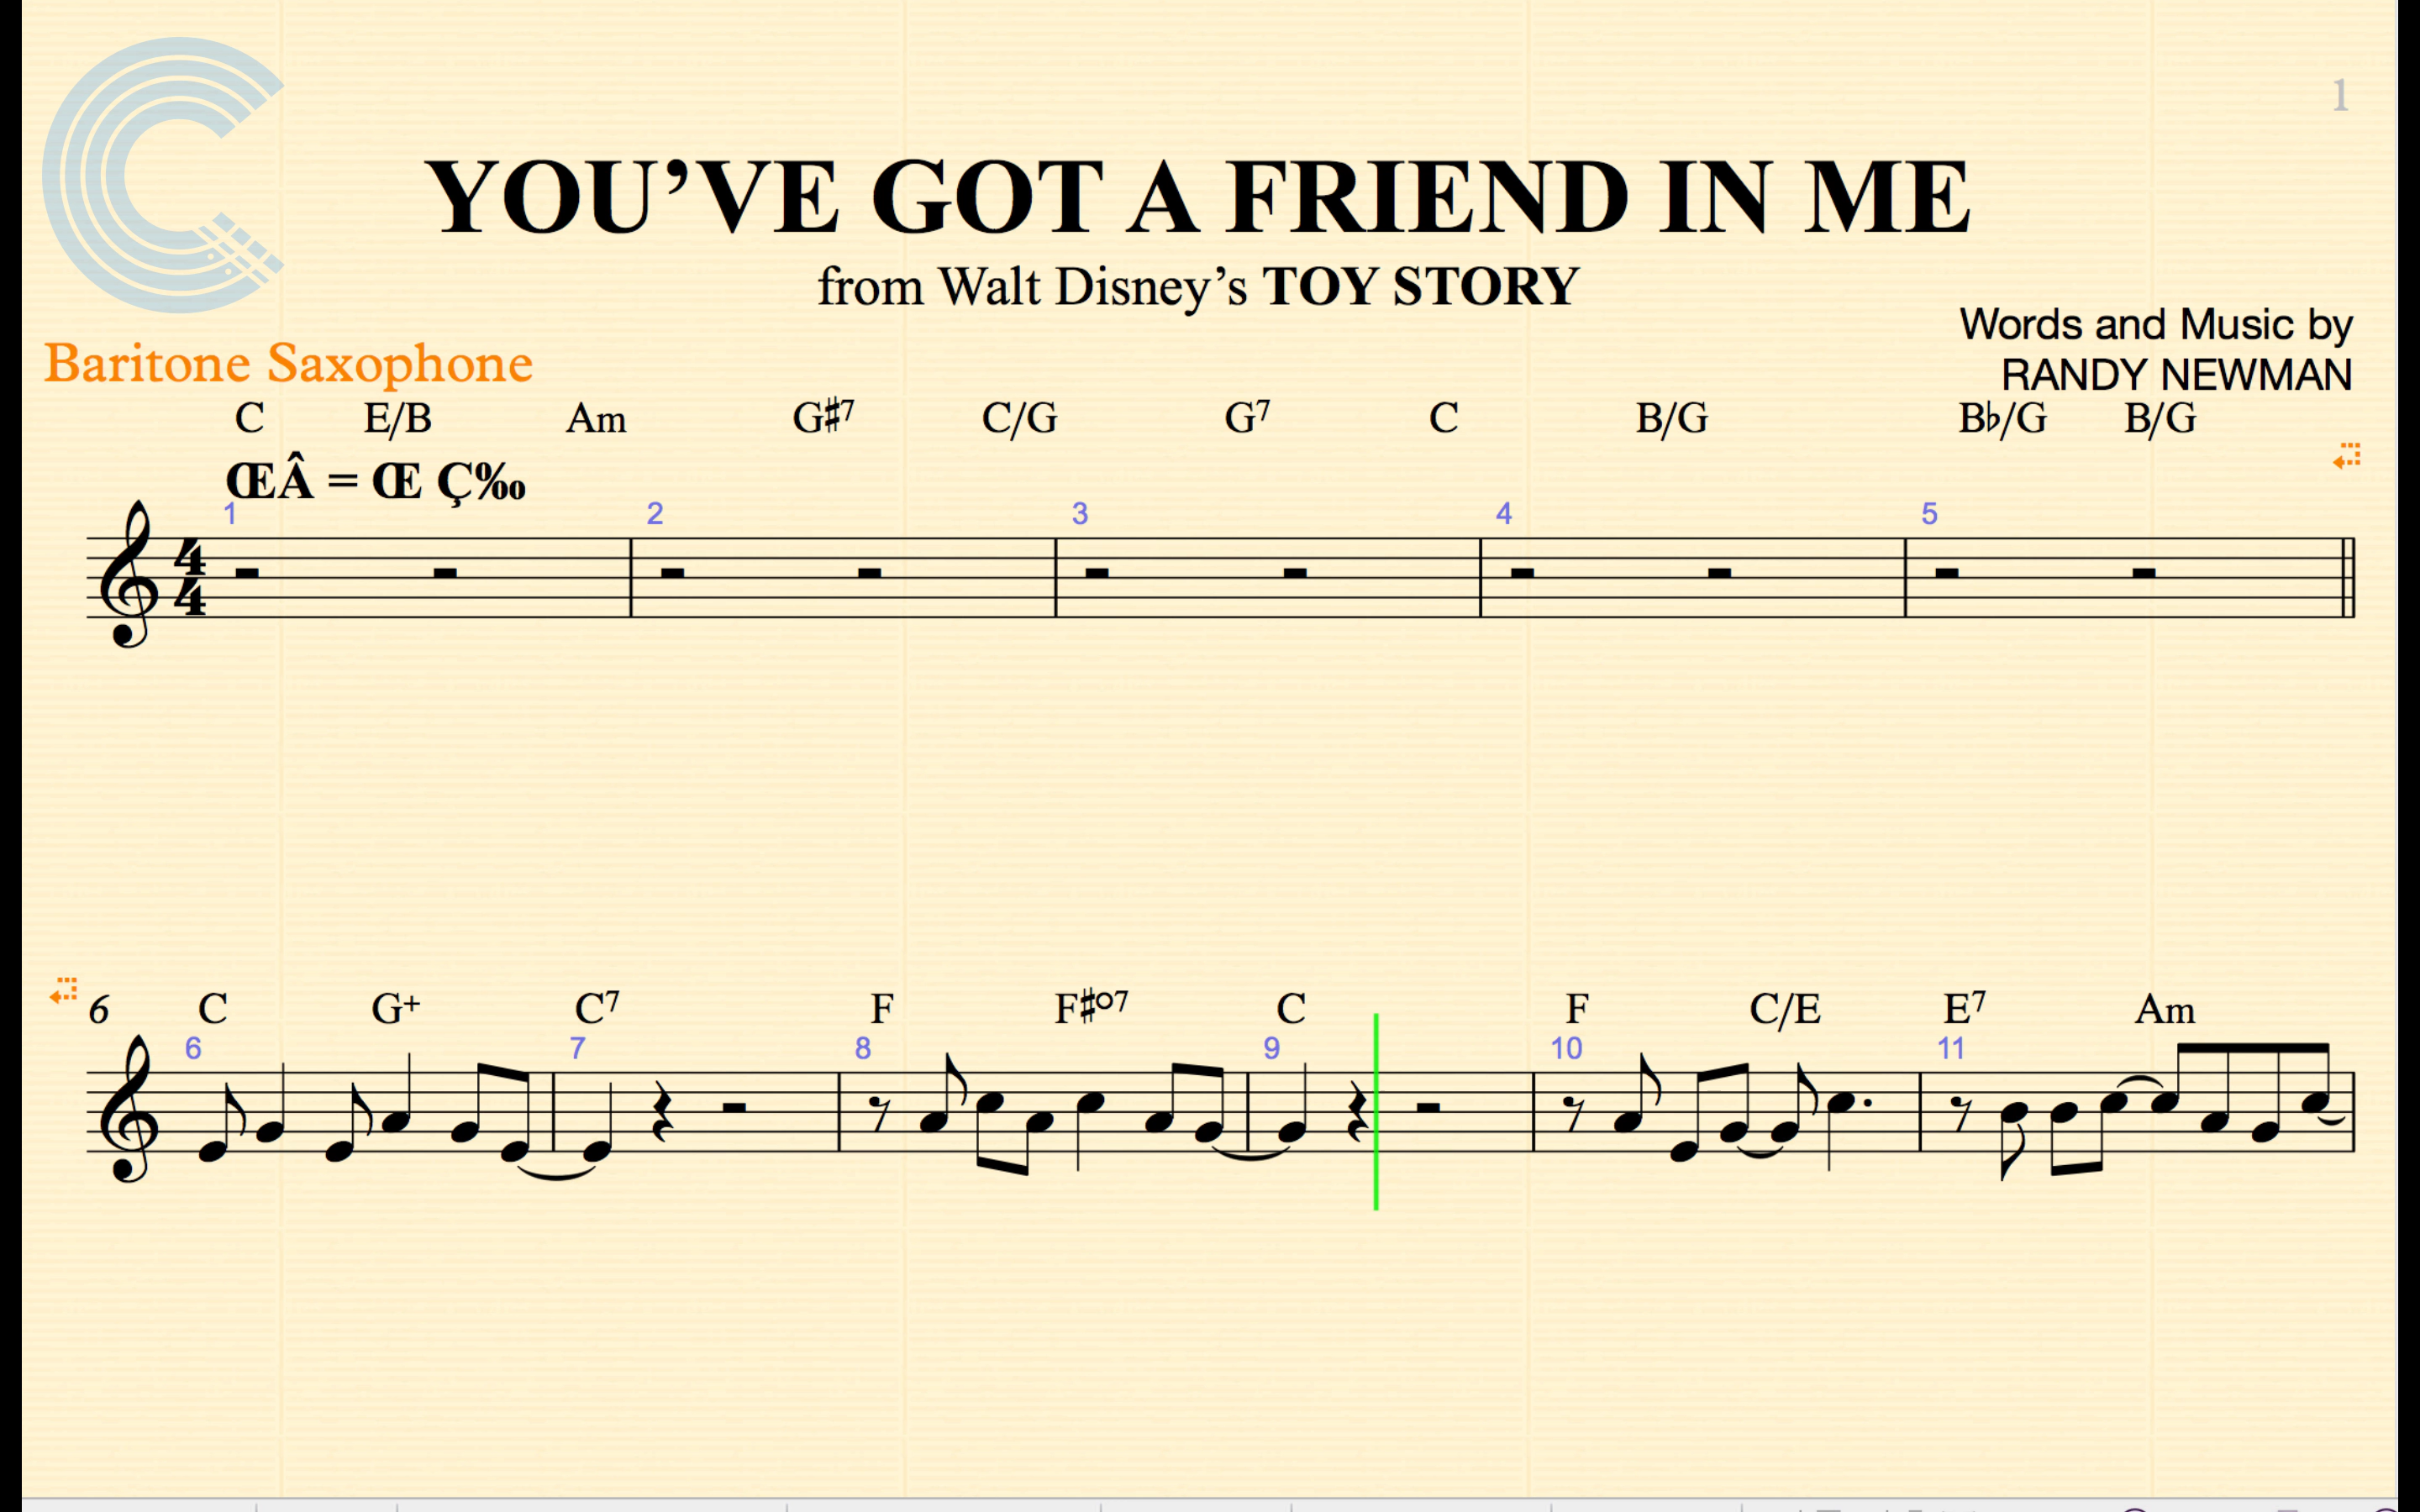 1
YOU’VE GOT A FRIEND IN ME
from Walt Disney’s TOY STORY
Words and Music by
RANDY NEWMAN
Baritone Saxophone
C E/B Am G♯7 C/G G7 C B/G B♭/G B/G
ŒÂ = Œ Ç‰
1 2 3 4 5
4
4
6 C G+ C7 F F♯o7 C F C/E E7 Am
6 7 8 9 10 11